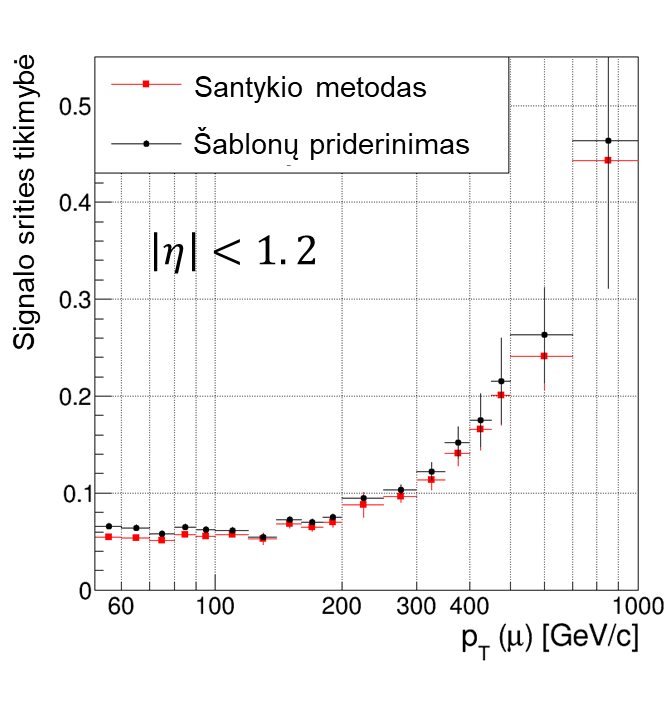 Signalo srities tikimybė
Santykio metodas
Šablonų priderinimas
|η| < 1.2
0.5
0.4
0.3
0.2
0.1
0
60 100 200 300 400 1000
p_T (μ) [GeV/c]